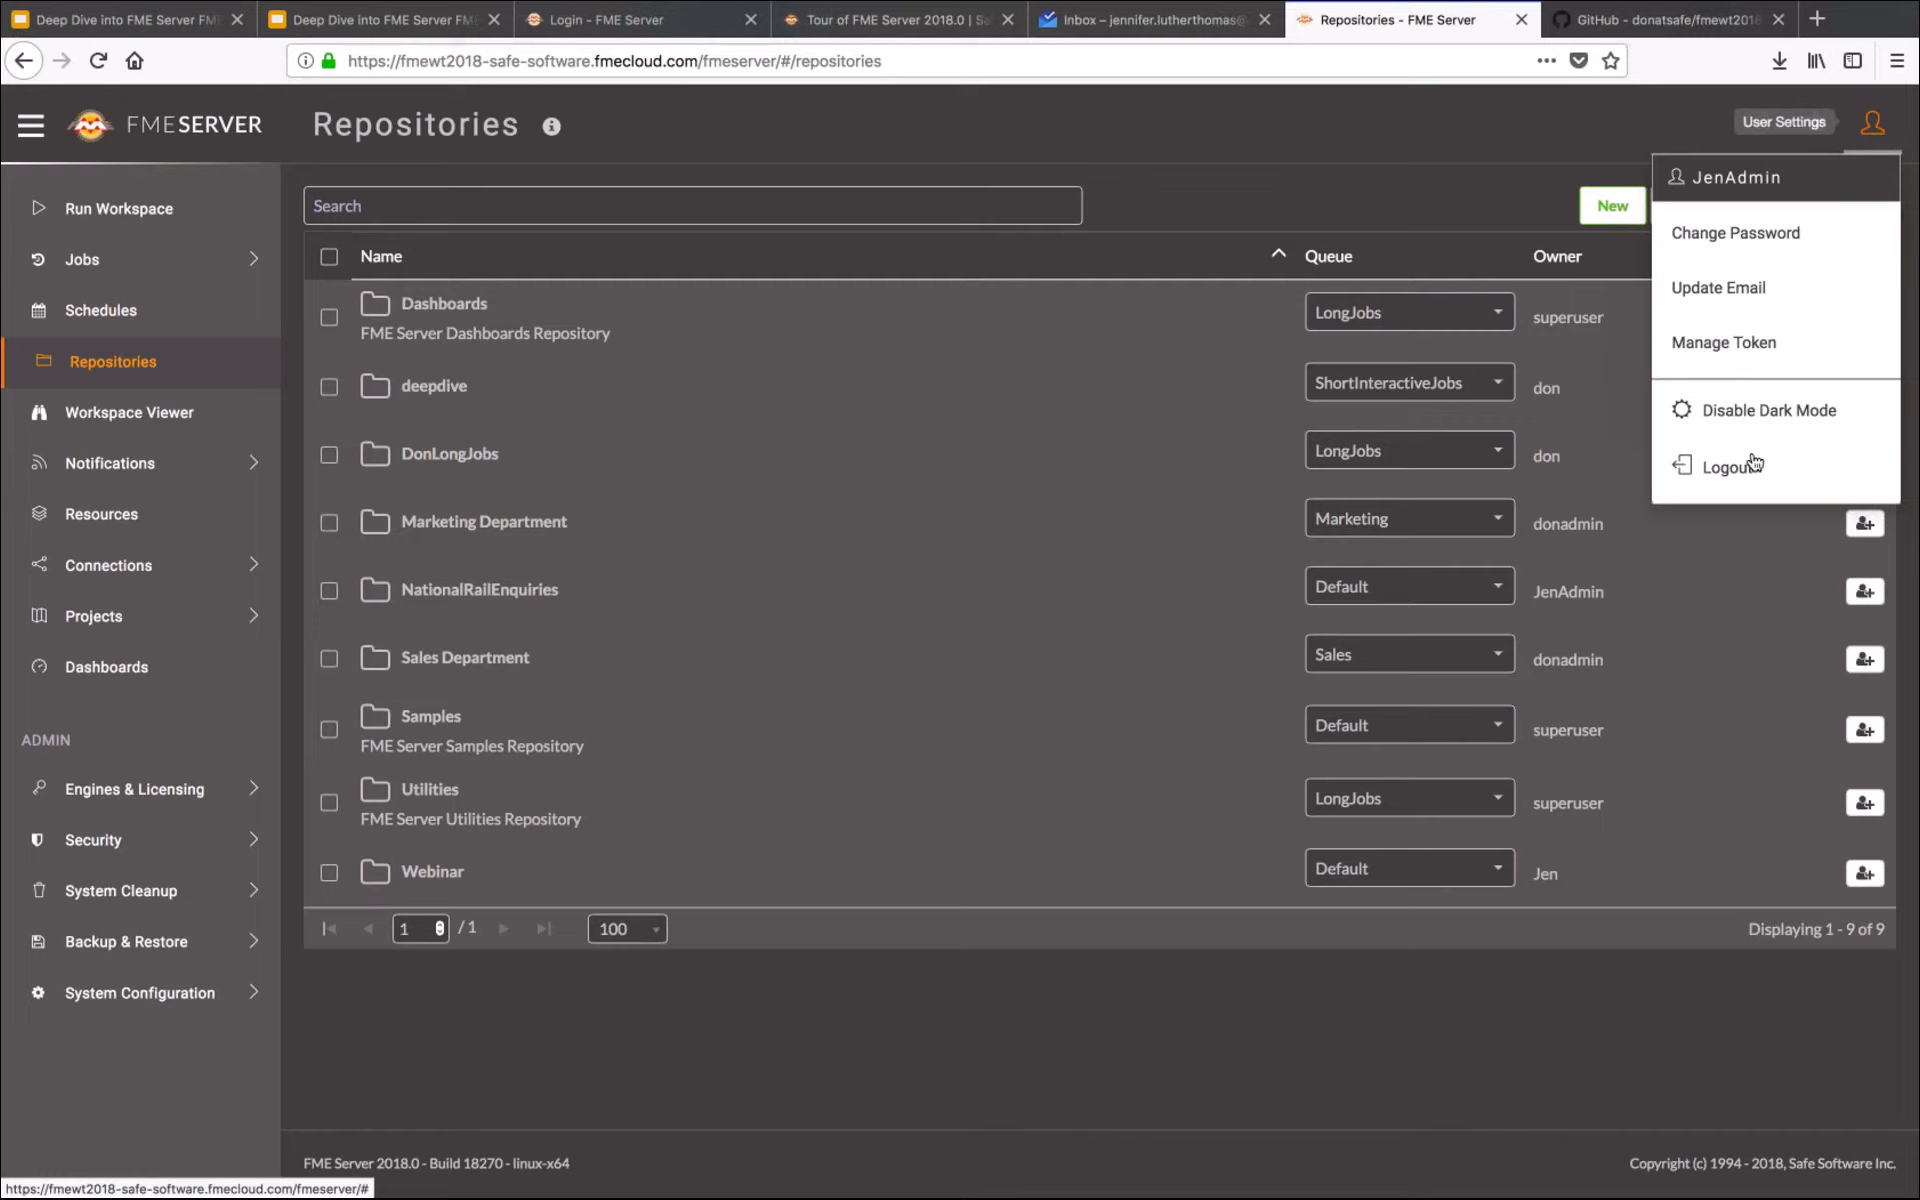 Deep Dive into FME Server FME
Deep Dive into FME Server FME
Login - FME Server
Tour of FME Server 2018.0 | Sa
Inbox – jennifer.lutherthomas@
Repositories - FME Server
GitHub - donatsafe/fmewt2018
https://fmewt2018-safe-software.fmecloud.com/fmeserver/#/repositories
FMESERVER
Repositories
User Settings
JenAdmin
Change Password
Update Email
Manage Token
Disable Dark Mode
Logout
Run Workspace
Jobs
Schedules
Repositories
Workspace Viewer
Notifications
Resources
Connections
Projects
Dashboards
ADMIN
Engines & Licensing
Security
System Cleanup
Backup & Restore
System Configuration
Search
New
Name Queue Owner
Dashboards LongJobs superuser
FME Server Dashboards Repository
deepdive ShortInteractiveJobs don
DonLongJobs LongJobs don
Marketing Department Marketing donadmin
NationalRailEnquiries Default JenAdmin
Sales Department Sales donadmin
Samples Default superuser
FME Server Samples Repository
Utilities LongJobs superuser
FME Server Utilities Repository
Webinar Default Jen
1 / 1 100 Displaying 1 - 9 of 9
FME Server 2018.0 - Build 18270 - linux-x64
Copyright (c) 1994 - 2018, Safe Software Inc.
https://fmewt2018-safe-software.fmecloud.com/fmeserver/#